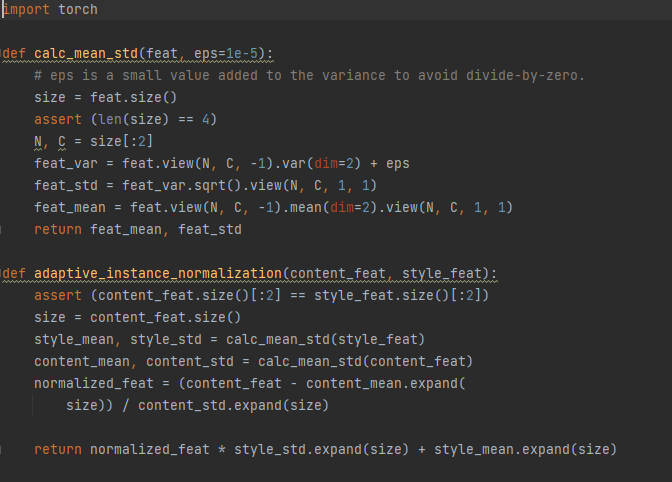 import torch
def calc_mean_std(feat, eps=1e-5):
# eps is a small value added to the variance to avoid divide-by-zero.
size = feat.size()
assert (len(size) == 4)
N, C = size[:2]
feat_var = feat.view(N, C, -1).var(dim=2) + eps
feat_std = feat_var.sqrt().view(N, C, 1, 1)
feat_mean = feat.view(N, C, -1).mean(dim=2).view(N, C, 1, 1)
return feat_mean, feat_std
def adaptive_instance_normalization(content_feat, style_feat):
assert (content_feat.size()[:2] == style_feat.size()[:2])
size = content_feat.size()
style_mean, style_std = calc_mean_std(style_feat)
content_mean, content_std = calc_mean_std(content_feat)
normalized_feat = (content_feat - content_mean.expand(
size)) / content_std.expand(size)
return normalized_feat * style_std.expand(size) + style_mean.expand(size)